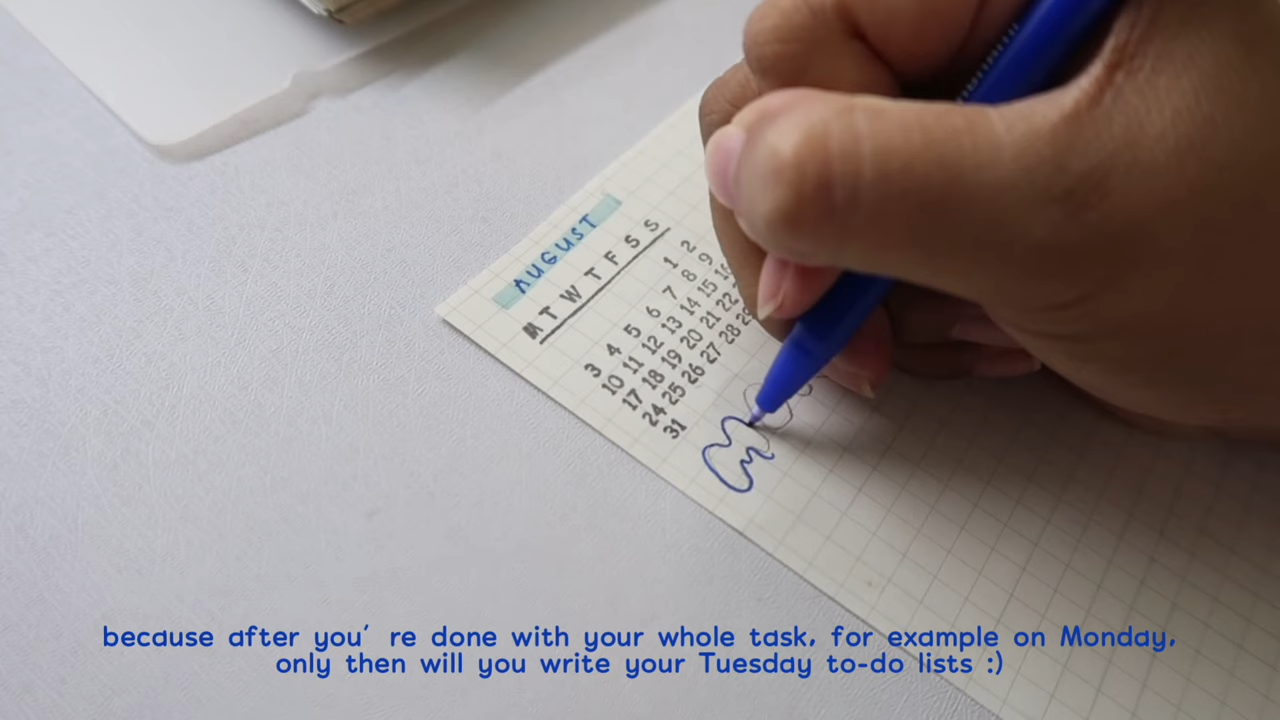 AUGUST
M T W T F S S
1 2
3 4 5 6 7 8 9
10 11 12 13 14 15 16
17 18 19 20 21 22
24 25 26 27 28 29
31
because after you're done with your whole task, for example on Monday,
only then will you write your Tuesday to-do lists :)